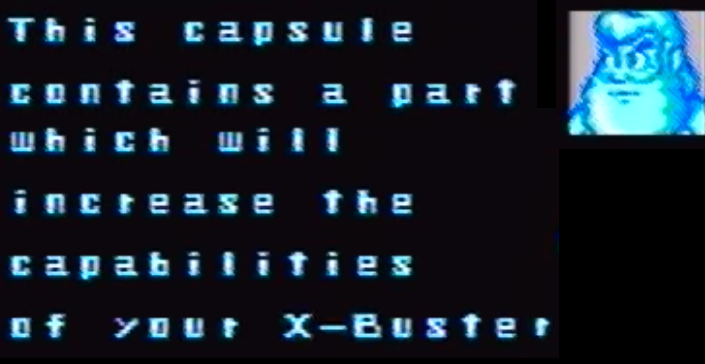 This capsule
contains a part
which will
increase the
capabilities
of your X-Buster